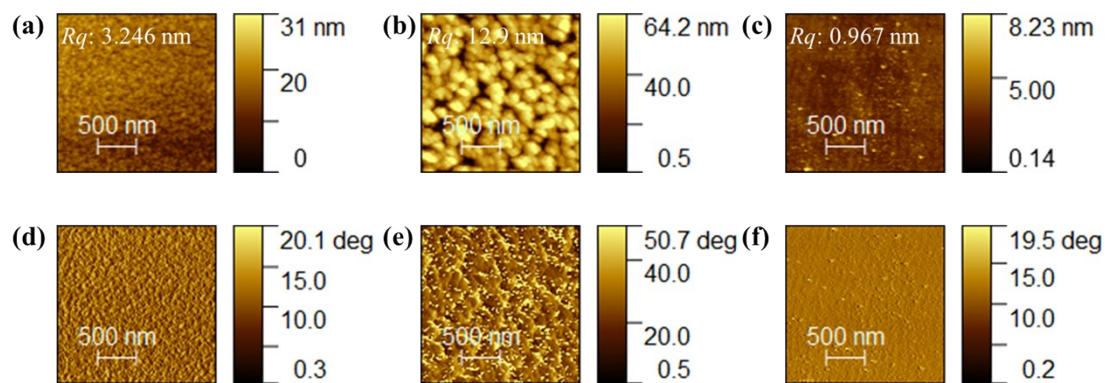 (a)
Rq: 3.246 nm
500 nm
31 nm
20
0
(b)
Rq: 12.9 nm
500 nm
64.2 nm
40.0
0.5
(c)
Rq: 0.967 nm
500 nm
8.23 nm
5.00
0.14
(d)
500 nm
20.1 deg
15.0
10.0
0.3
(e)
500 nm
50.7 deg
40.0
20.0
0.5
(f)
500 nm
19.5 deg
15.0
10.0
0.2